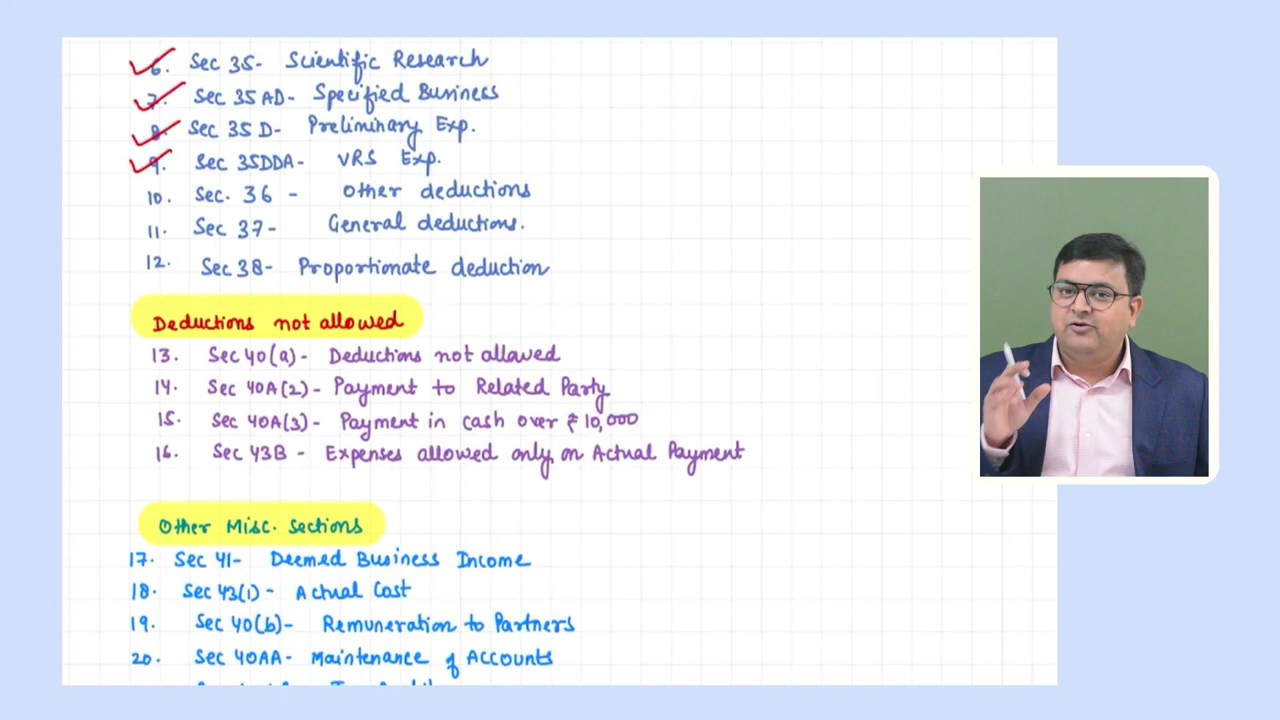 6. Sec 35- Scientific Research
7. Sec 35 AD- Specified Business
8. Sec 35 D- Preliminary Exp.
9. Sec 35DDA- VRS Exp.
10. Sec. 36 - Other deductions
11. Sec 37- General deductions.
12. Sec 38- Proportionate deduction
Deductions not allowed
13. Sec 40(a)- Deductions not allowed
14. Sec 40A(2)- Payment to Related Party
15. Sec 40A(3)- Payment in cash over ₹ 10,000
16. Sec 43B - Expenses allowed only on Actual Payment
Other Misc. Sections
17. Sec 41- Deemed Business Income
18. Sec 43(1)- Actual Cost
19. Sec 40(b)- Remuneration to Partners
20. Sec 40AA- Maintenance of Accounts